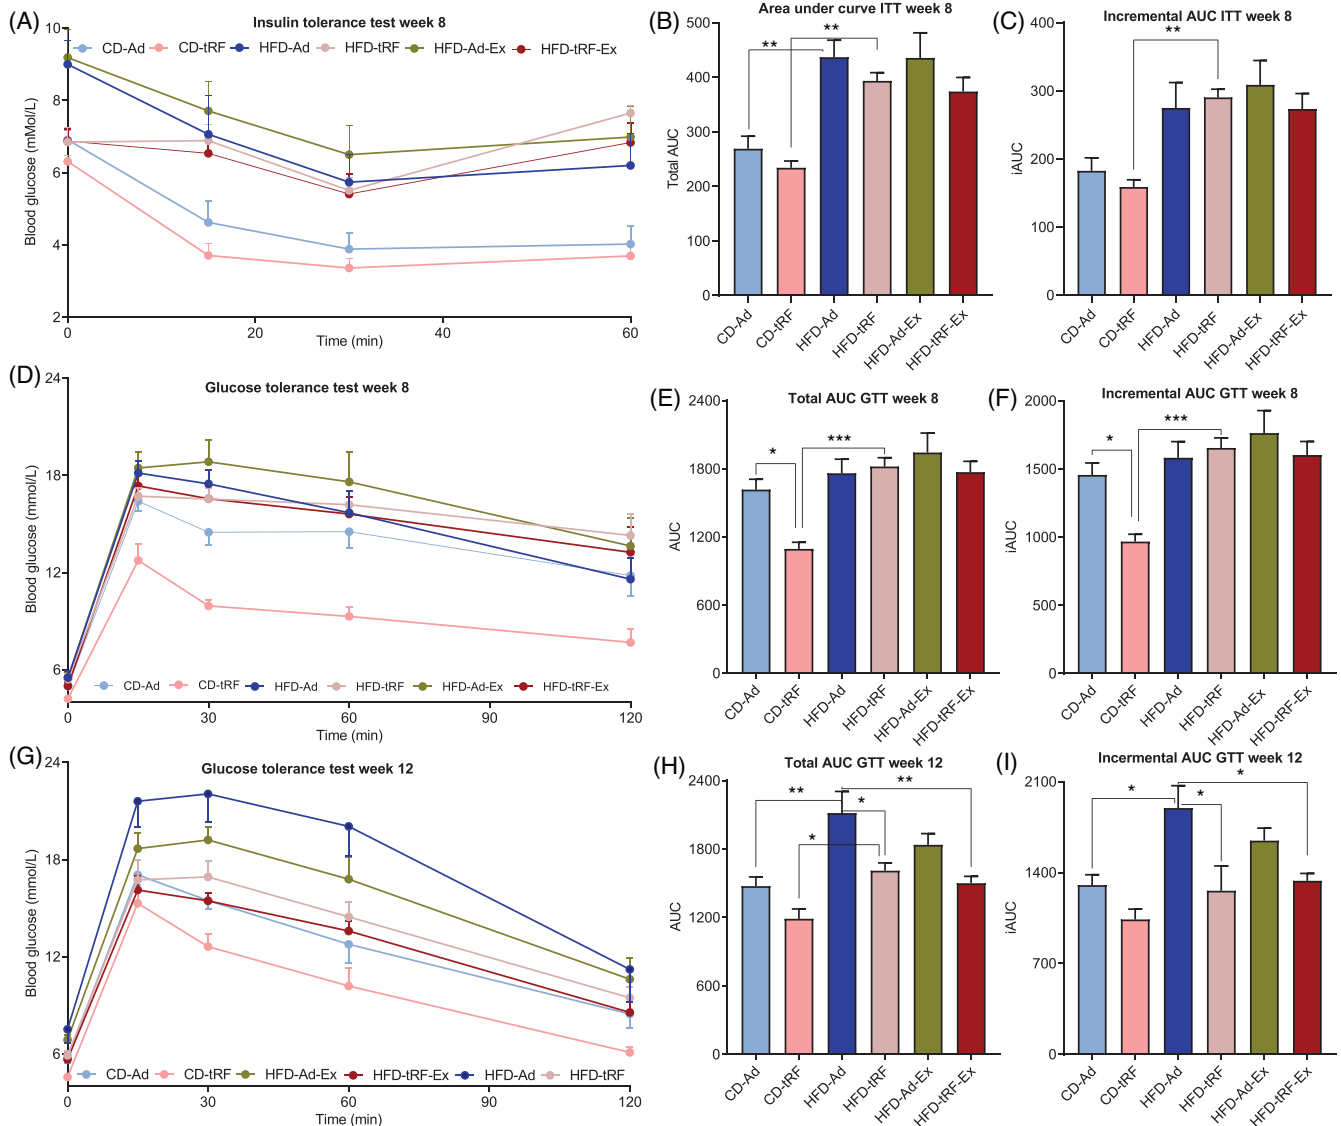 (A)
Insulin tolerance test week 8
CD-Ad CD-tRF HFD-Ad HFD-tRF HFD-Ad-Ex HFD-tRF-Ex
Blood glucose (mMol/L)
10
8
6
4
2
0 20 40 60
Time (min)
(B)
Area under curve ITT week 8
Total AUC
500
400
300
200
100
0
** **
CD-Ad CD-tRF HFD-Ad HFD-tRF HFD-Ad-Ex HFD-tRF-Ex
(C)
Incremental AUC ITT week 8
iAUC
400
300
200
100
0
**
CD-Ad CD-tRF HFD-Ad HFD-tRF HFD-Ad-Ex HFD-tRF-Ex
(D)
Glucose tolerance test week 8
Blood glucose (mmol/L)
24
18
12
6
CD-Ad CD-tRF HFD-Ad HFD-tRF HFD-Ad-Ex HFD-tRF-Ex
0 30 60 90 120
Time (min)
(E)
Total AUC GTT week 8
AUC
2400
1800
1200
600
0
* ***
CD-Ad CD-tRF HFD-Ad HFD-tRF HFD-Ad-Ex HFD-tRF-Ex
(F)
Incremental AUC GTT week 8
iAUC
2000
1500
1000
500
0
* ***
CD-Ad CD-tRF HFD-Ad HFD-tRF HFD-Ad-Ex HFD-tRF-Ex
(G)
Glucose tolerance test week 12
Blood glucose (mmol/L)
24
18
12
6
CD-Ad CD-tRF HFD-Ad-Ex HFD-tRF-Ex HFD-Ad HFD-tRF
0 30 60 90 120
Time (min)
(H)
Total AUC GTT week 12
AUC
2400
1800
1200
600
0
** **
* *
CD-Ad CD-tRF HFD-Ad HFD-tRF HFD-Ad-Ex HFD-tRF-Ex
(I)
Incermental AUC GTT week 12
iAUC
2100
1400
700
0
* * *
CD-Ad CD-tRF HFD-Ad HFD-tRF HFD-Ad-Ex HFD-tRF-Ex